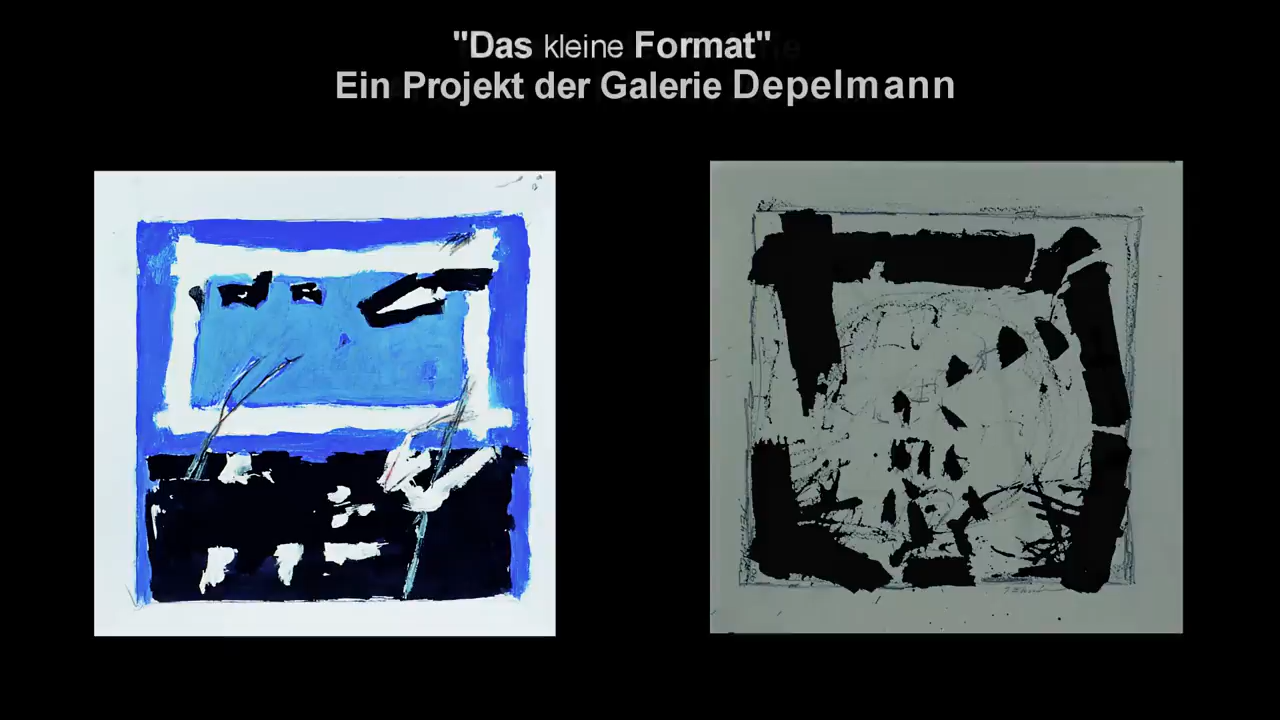 "Das kleine Format"
Ein Projekt der Galerie Depelmann